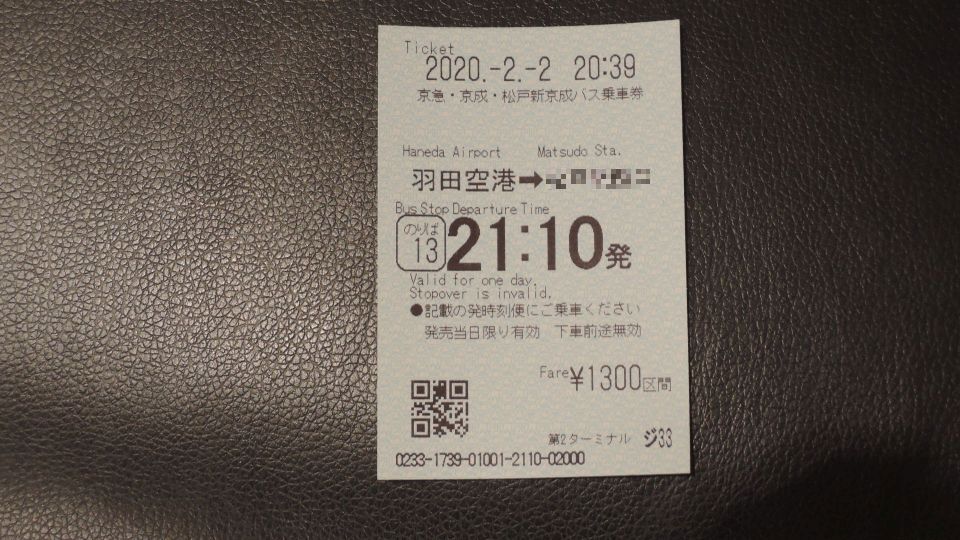 Ticket
2020.-2.-2 20:39
京急・京成・松戸新京成バス乗車券
Haneda Airport Matsudo Sta.
羽田空港→
Bus Stop Departure Time
のりば
13 21:10発
Valid for one day.
Stopover is invalid.
●記載の発時刻便にご乗車ください
発売当日限り有効 下車前途無効
Fare ¥1300区間
第2ターミナル ジ33
0233-1739-01001-2110-02000